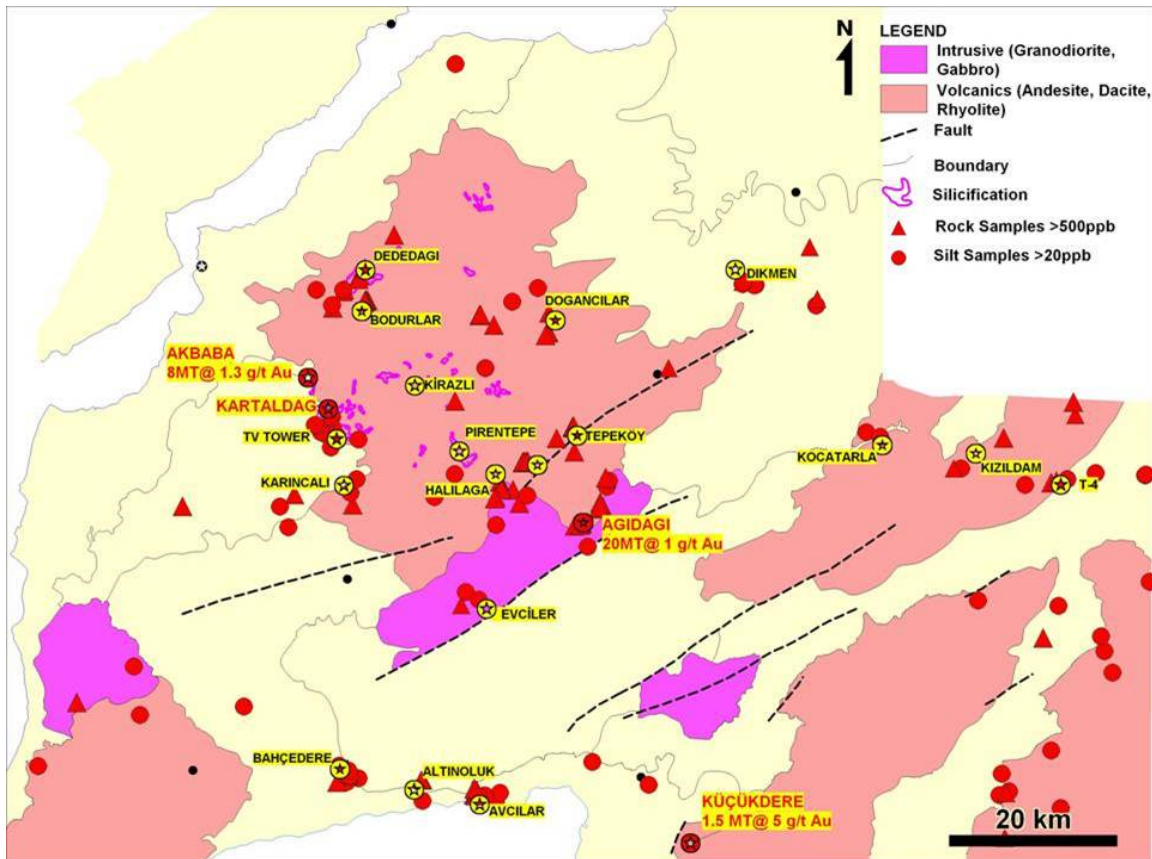 N
LEGEND
Intrusive (Granodiorite,
Gabbro)
Volcanics (Andesite, Dacite,
Rhyolite)
Fault
Boundary
Silicification
Rock Samples >500ppb
Silt Samples >20ppb
DEDEDAGI
DIKMEN
BODURLAR
DOGANCILAR
AKBABA
8MT@ 1.3 g/t Au
KİRAZLI
KARTALDAG
TV TOWER
PIRENTEPE
TEPEKÖY
KOCATARLA
KIZILDAM
KARINCALI
HALILAGA
T-4
AGIDAGI
20MT@ 1 g/t Au
EVCİLER
BAHÇEDERE
ALTINOLUK
AVCILAR
KÜÇÜKDERE
1.5 MT@ 5 g/t Au
20 km